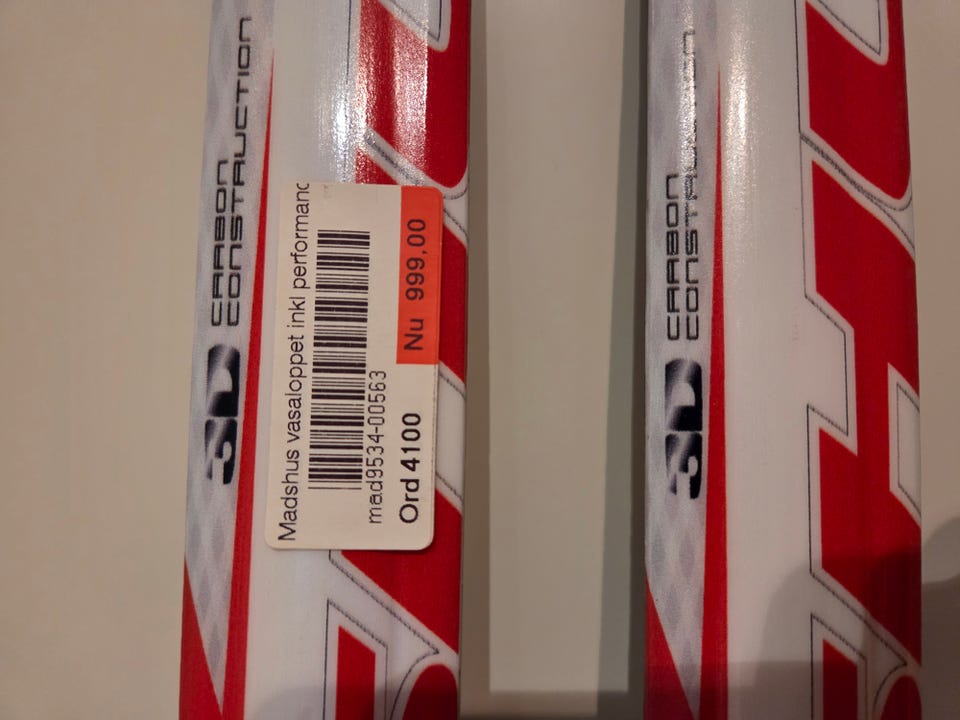 3D CARBON
CONSTRUCTION
Madshus vasaloppet inkl performanc
mad9534-00563
Ord 4100
Nu 999,00
3D CARBON
CONSTRUCTION